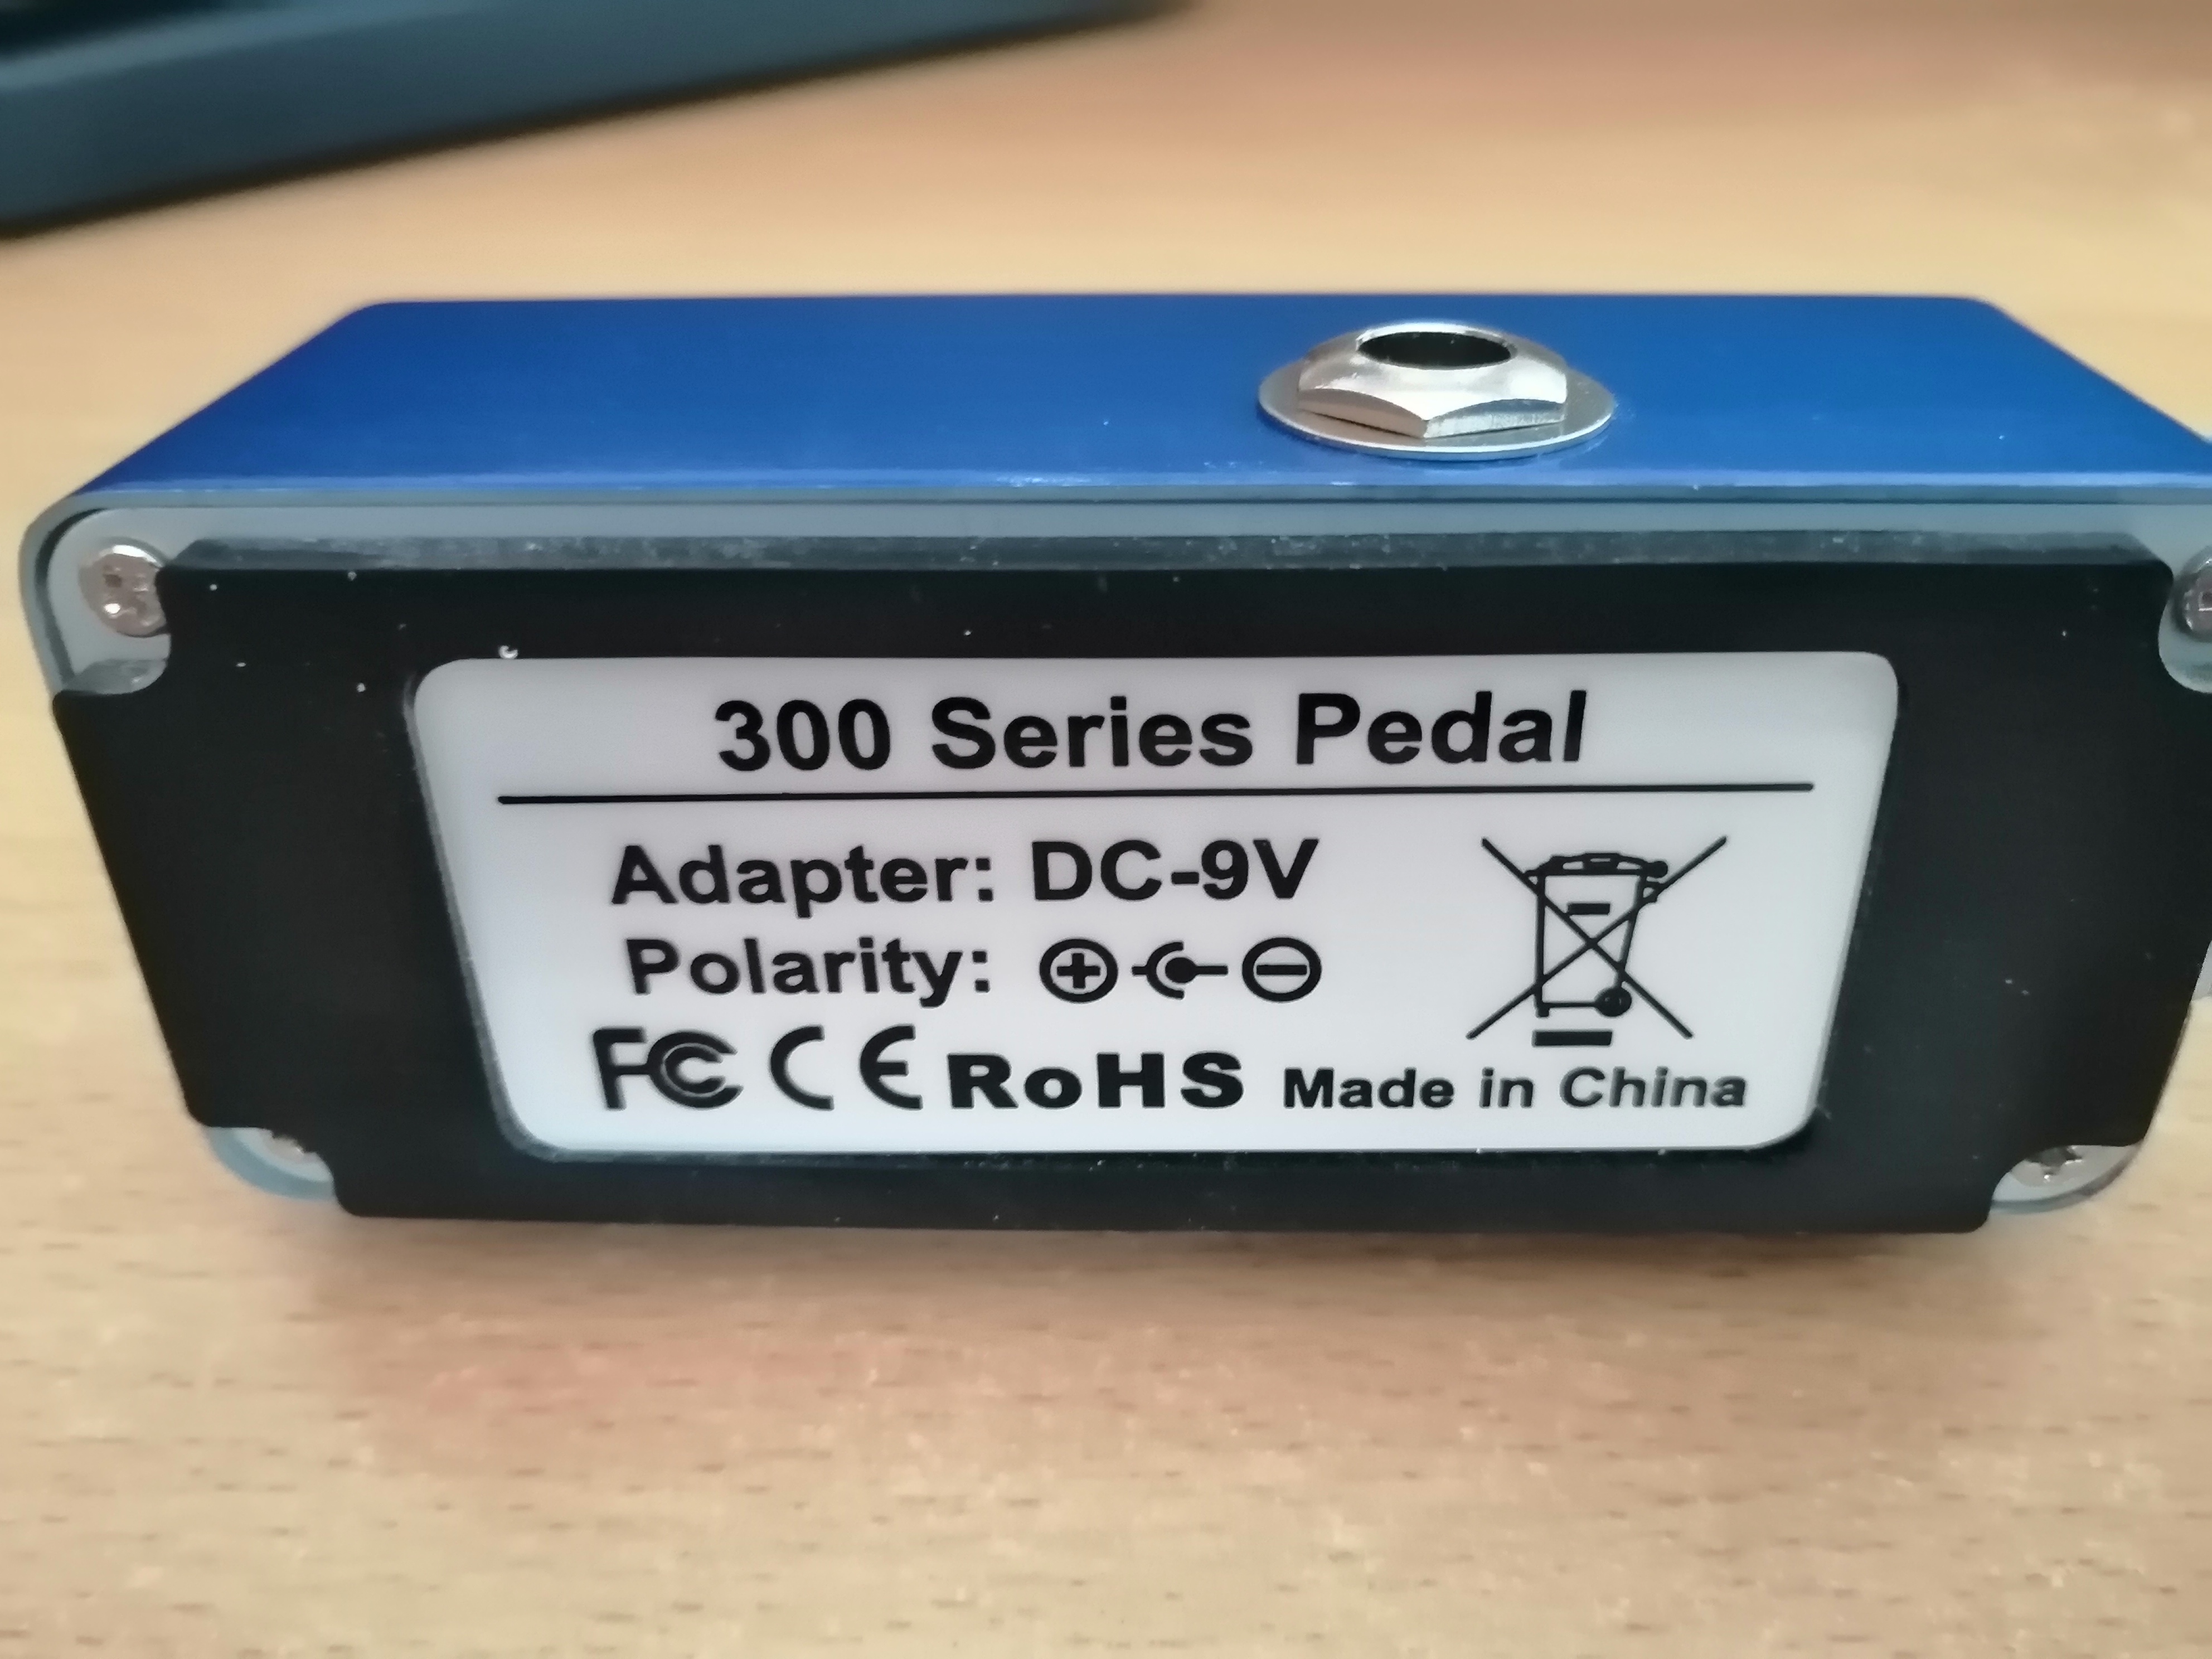 300 Series Pedal
Adapter: DC-9V
Polarity:
FC CE RoHS Made in China